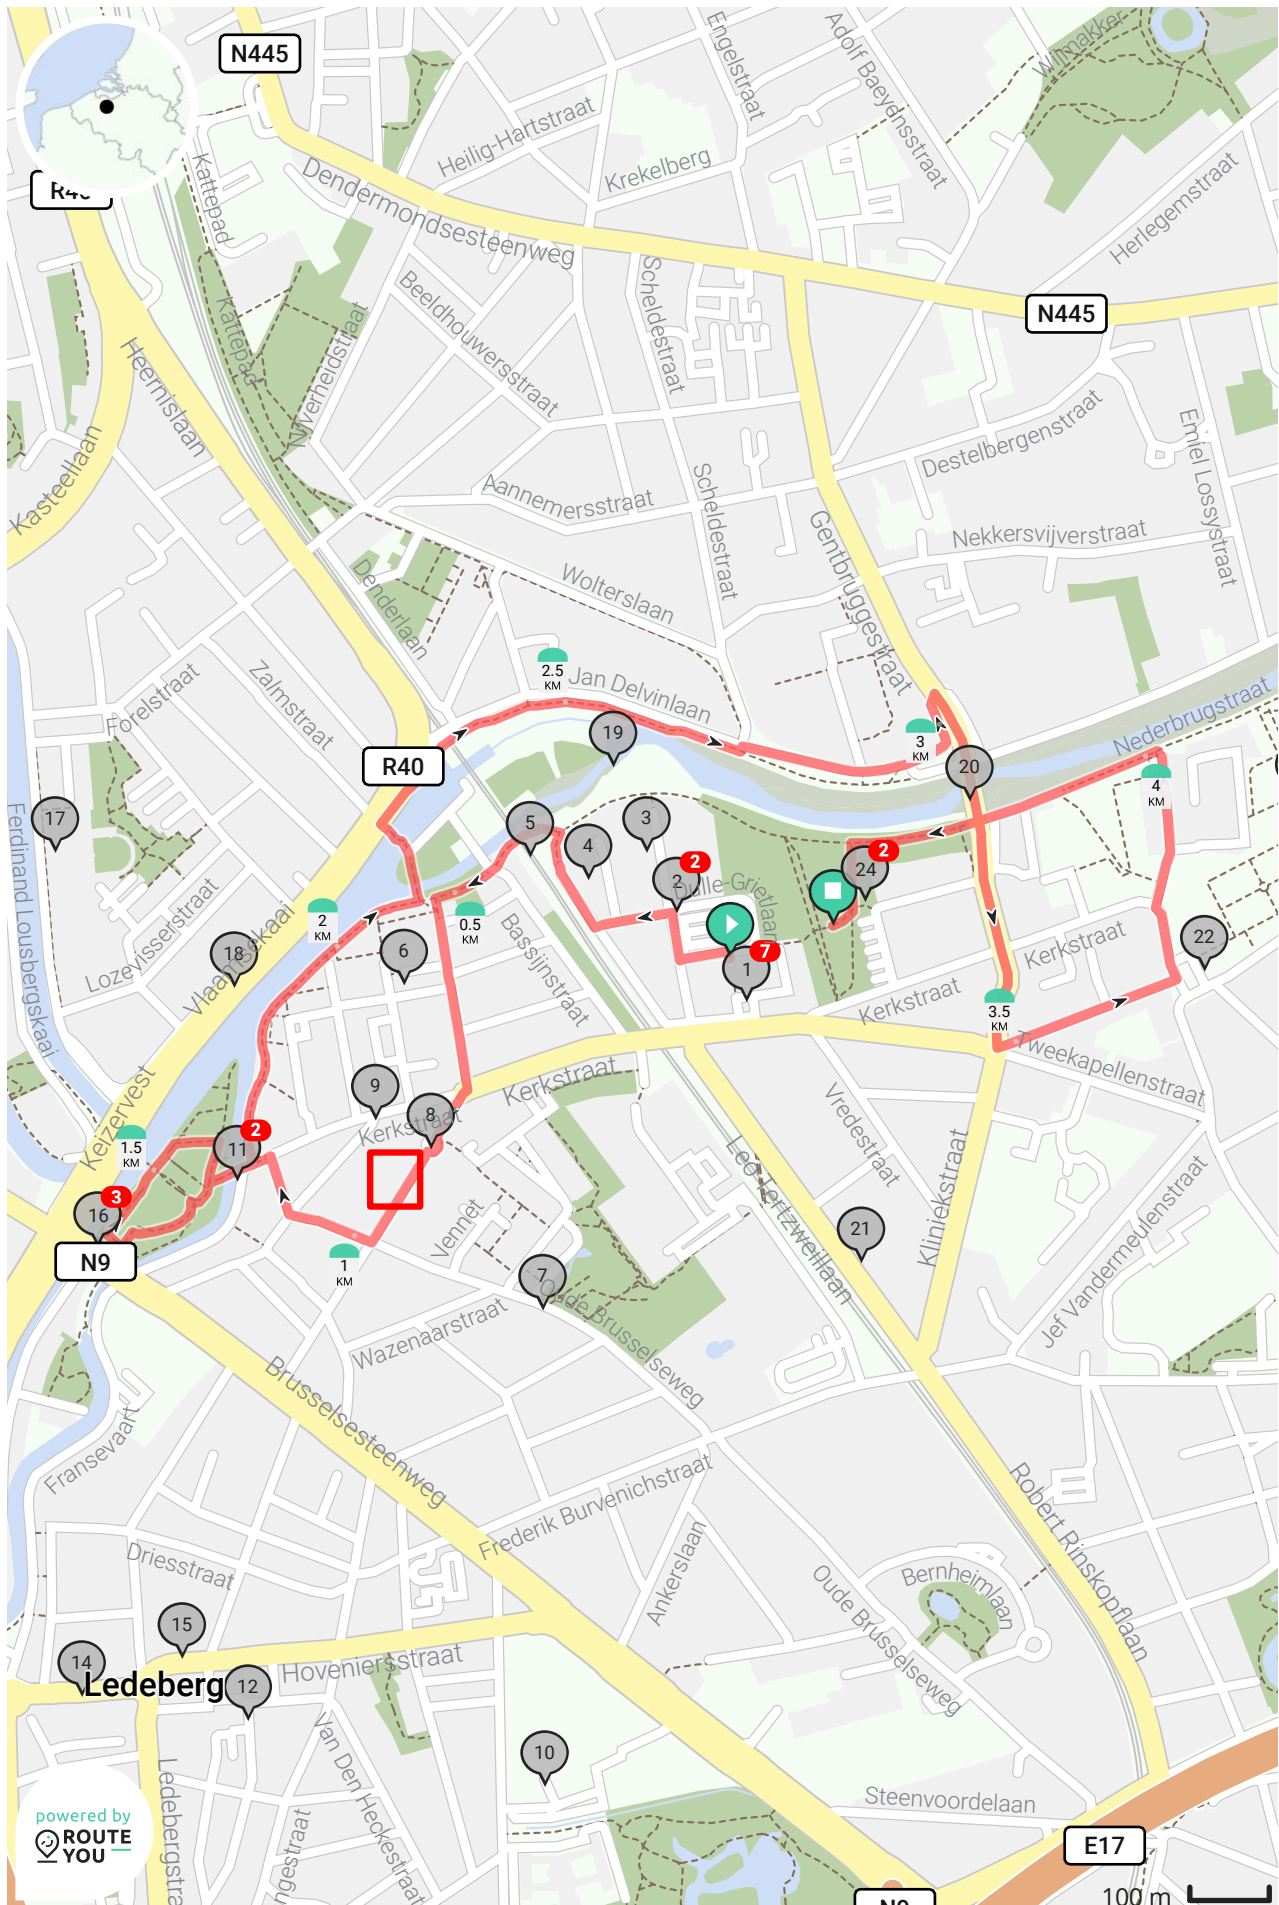 N445
Engelstraat
Adolf Baeyensstraat
Wijmakker
Heilig-Hartstraat
Krekelberg
Kattepad
Dendermondsesteenweg
Herlegemstraat
Scheldestraat
Beeldhouwersstraat
Kattepad
Nijverheidstraat
N445
Heernislaan
Kasteellaan
Destelbergenstraat
Emiel Lossystraat
Aannemersstraat
Scheldestraat
Gentbruggestraat
Nekkersvijverstraat
Denderlaan
Wolterslaan
Forelstraat
Zalmstraat
2.5
KM
Jan Delvinlaan
Nederbrugstraat
19
3
KM
R40
20
4
KM
17
5
3
4
Ferdinand Lousbergskaai
2
2
24
2
Dulle-Grietlaan
Lozevisserstraat
2
KM
0.5
KM
Bassijnstraat
18
Vlaamsekaai
6
1
7
22
Kerkstraat
Kerkstraat
3.5
KM
Tweekapellenstraat
Keizervest
9
8
Kerkstraat
Kerkstraat
Vredestraat
1.5
KM
11
2
Leo Tertzweillaan
Kliniekstraat
Jef Vandermeulenstraat
16
3
N9
Vennet
21
1
KM
7
Oude Brusselseweg
Wazenaarstraat
Brusselsesteenweg
Fransevaart
Frederik Burvenichstraat
Robert Rinskopflaan
Driesstraat
Ankerslaan
Bernheimlaan
Oude Brusselseweg
15
14
Ledeberg
12
Hoveniersstraat
Van Den Heckestraat
10
Steenvoordelaan
powered by
ROUTE
YOU
E17
100 m